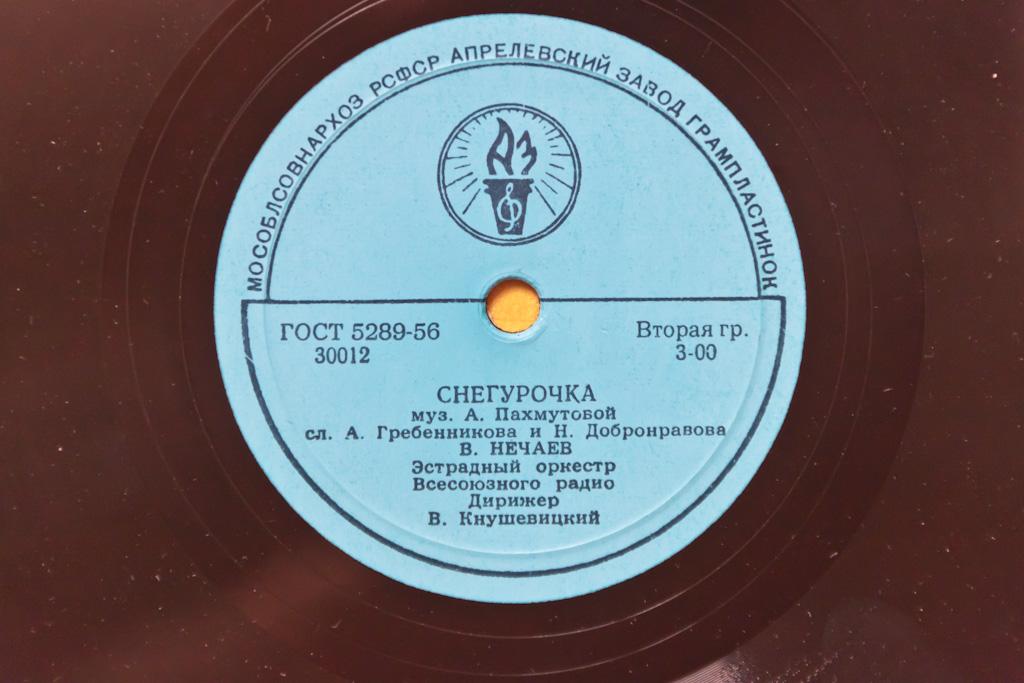 МОСОБЛСОВНАРХОЗ РСФСР АПРЕЛЕВСКИЙ ЗАВОД ГРАМПЛАСТИНОК
АЗ
ГОСТ 5289-56
30012
Вторая гр.
3-00
СНЕГУРОЧКА
муз. А. Пахмутовой
сл. А. Гребенникова и Н. Добронравова
В. НЕЧАЕВ
Эстрадный оркестр
Всесоюзного радио
Дирижер
В. Кнушевицкий